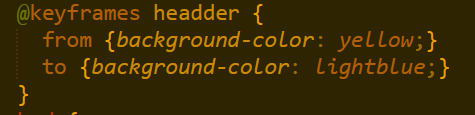 @keyframes headder {
from {background-color: yellow;}
to {background-color: lightblue;}
}